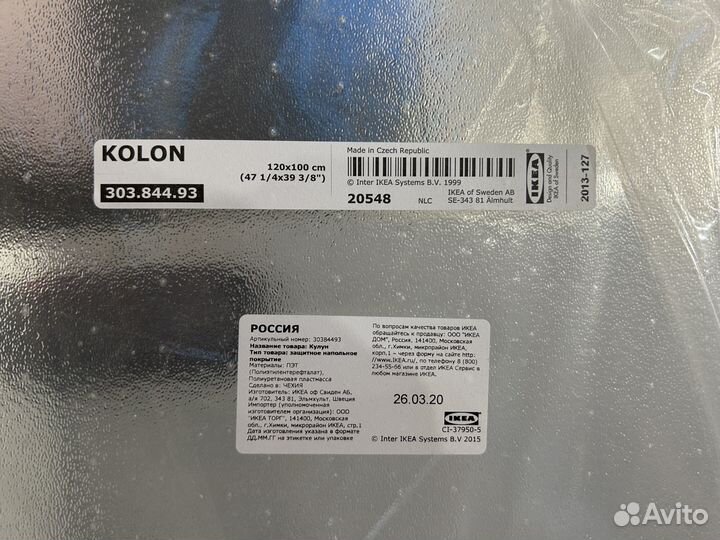 KOLON
120x100 cm
(47 1/4x39 3/8")
303.844.93
Made in Czech Republic
© Inter IKEA Systems B.V. 1999
20548
NLC
IKEA of Sweden AB
SE-343 81 Älmhult
IKEA
Design and Quality
IKEA of Sweden
2013-127
РОССИЯ
Артикульный номер: 30384493
Название товара: Кулун
Тип товара: защитное напольное
покрытие
Материалы: ПЭТ
(Полиэтилентерефталат),
Полиуретановая пластмасса
Сделано в: ЧЕХИЯ
Изготовитель: ИКЕА оф Свиден АБ,
а/я 702, 343 81, Эльмхульт, Швеция
Импортер (уполномоченная
изготовителем организация): ООО
"ИКЕА ТОРГ", 141400, Московская
обл., г.Химки, микрорайон ИКЕА, стр.1
Дата изготовления указана в формате
ДД.ММ.ГГ на этикетке или упаковке
По вопросам качества товаров ИКЕА
обращайтесь к продавцу: ООО "ИКЕА
ДОМ", Россия, 141400, Московская
обл., г.Химки, микрорайон ИКЕА,
корп.1 – через форму на сайте http:/
/www.IKEA.ru/, по телефону 8 (800)
234-55-66 или в отдел ИКЕА Сервис в
любом магазине ИКЕА.
26.03.20
IKEA
CI-37950-5
© Inter IKEA Systems B.V 2015
Avito